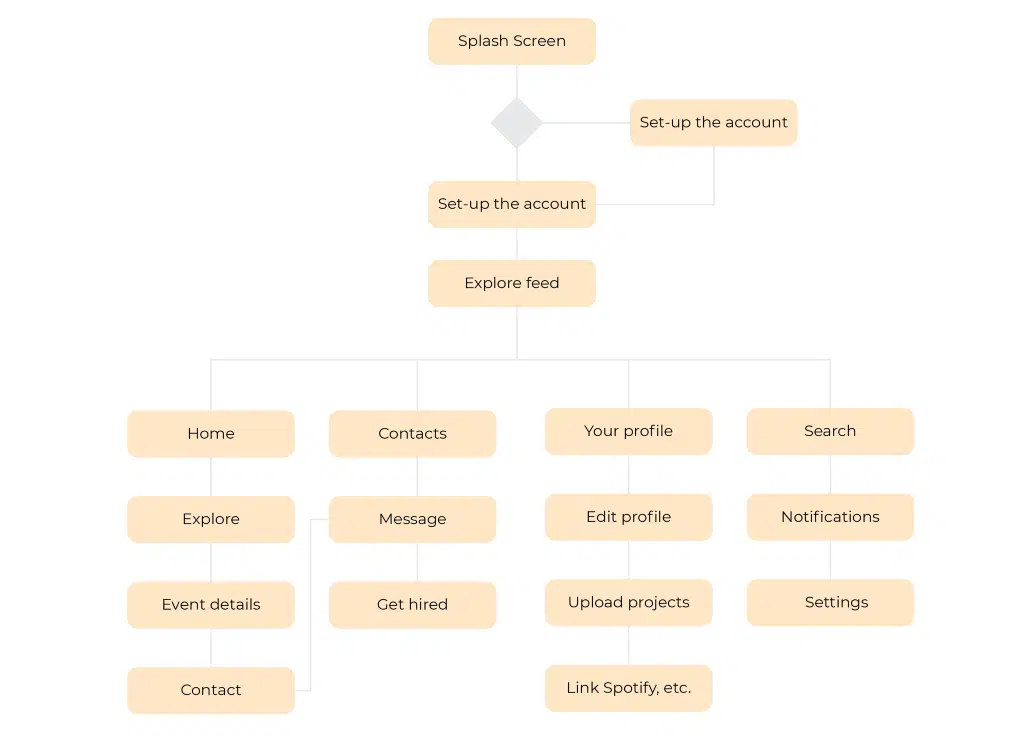 Splash Screen
Set-up the account
Set-up the account
Explore feed
Home
Contacts
Your profile
Search
Explore
Message
Edit profile
Notifications
Event details
Get hired
Upload projects
Settings
Contact
Link Spotify, etc.